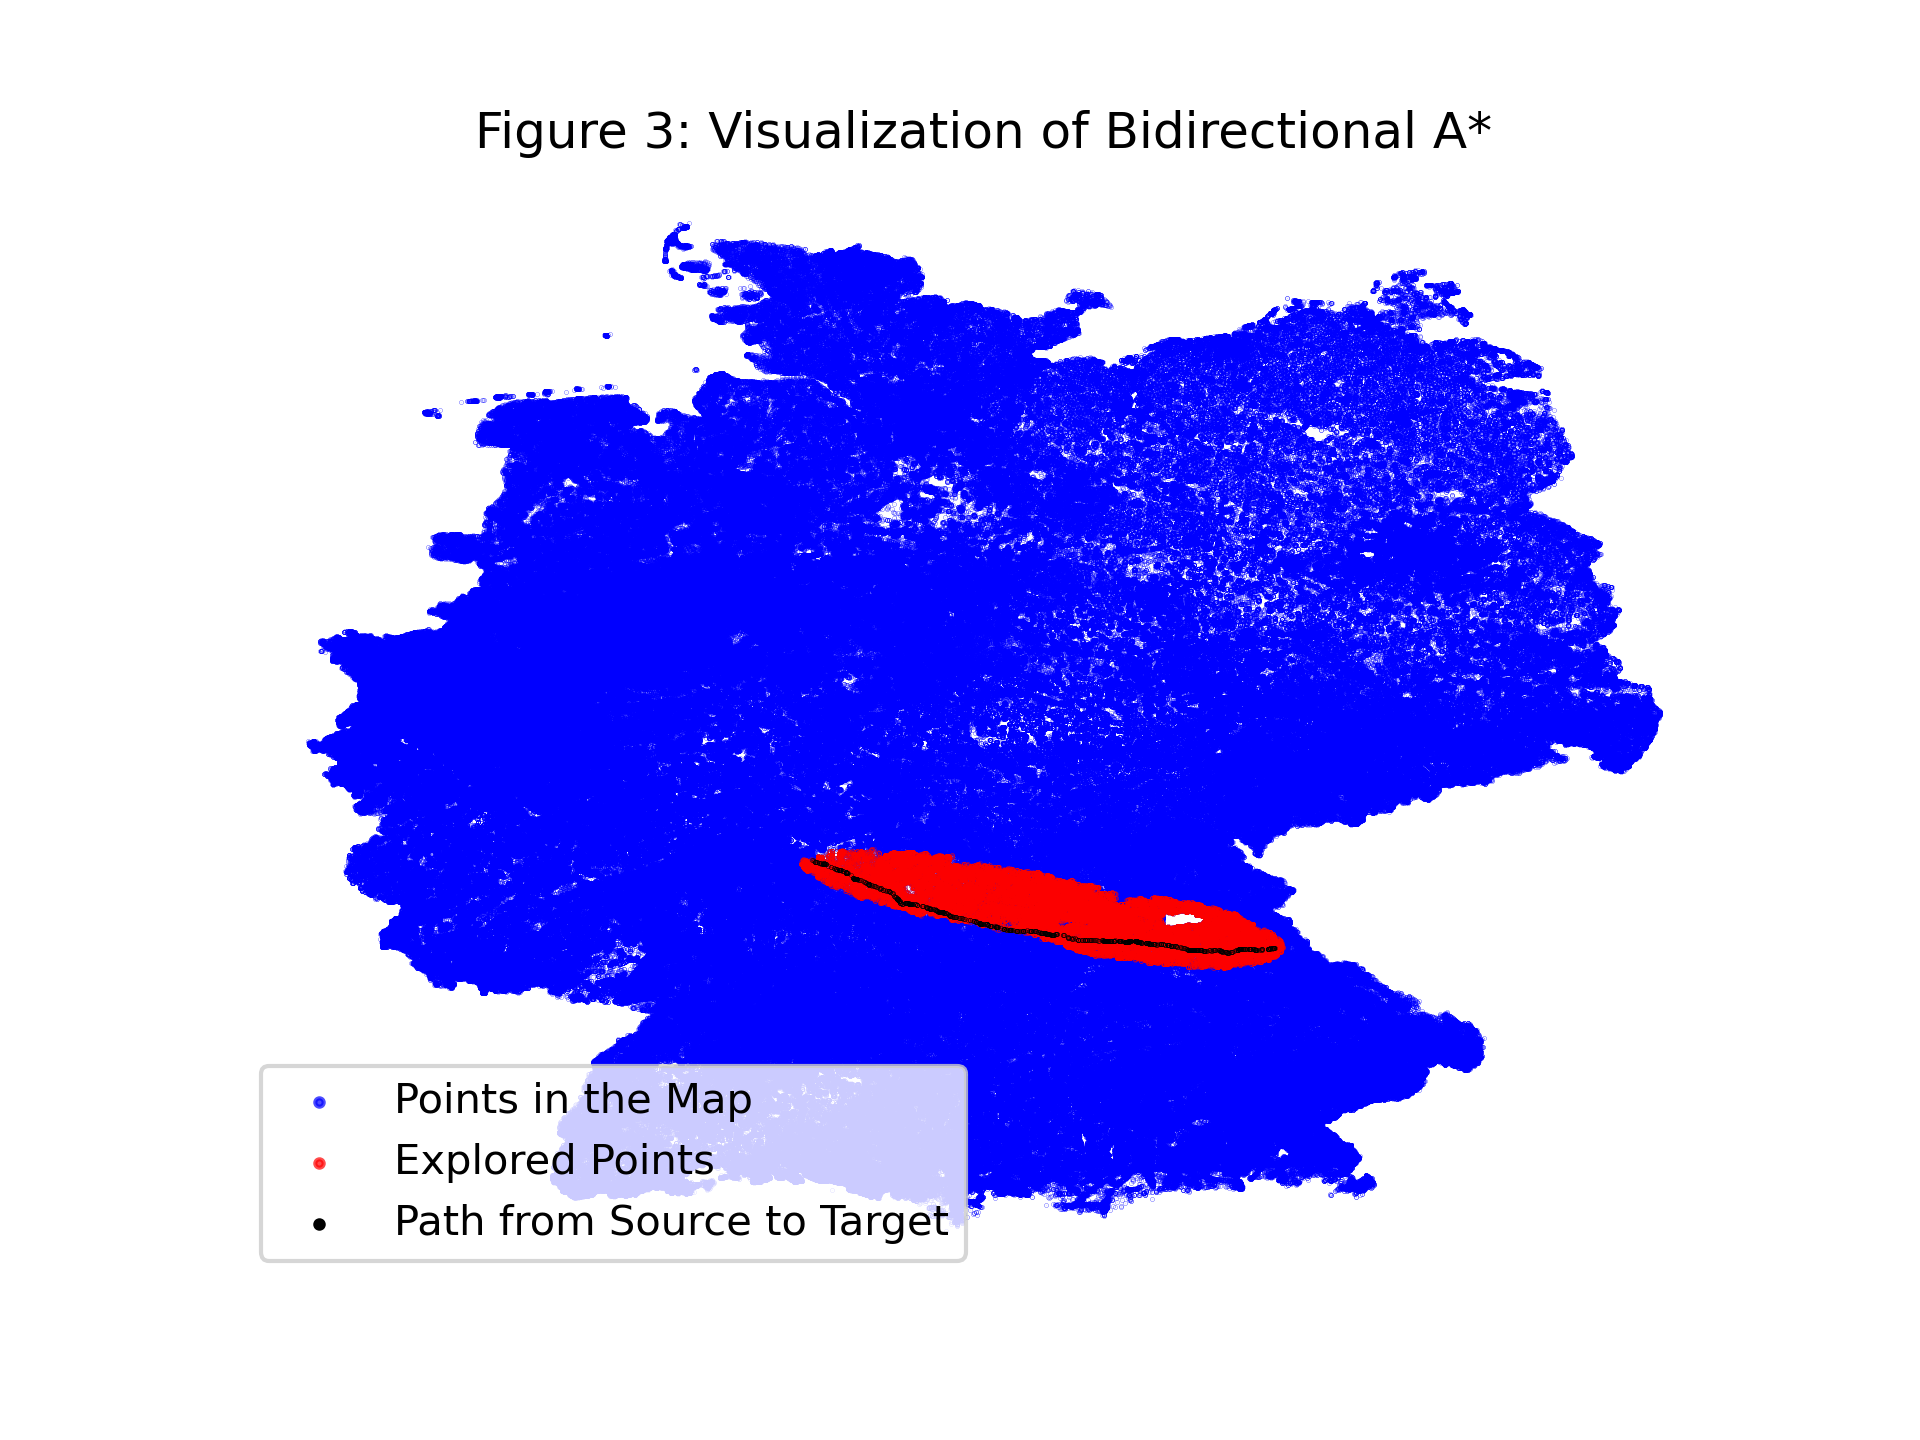 Figure 3: Visualization of Bidirectional A*
Points in the Map
Explored Points
Path from Source to Target